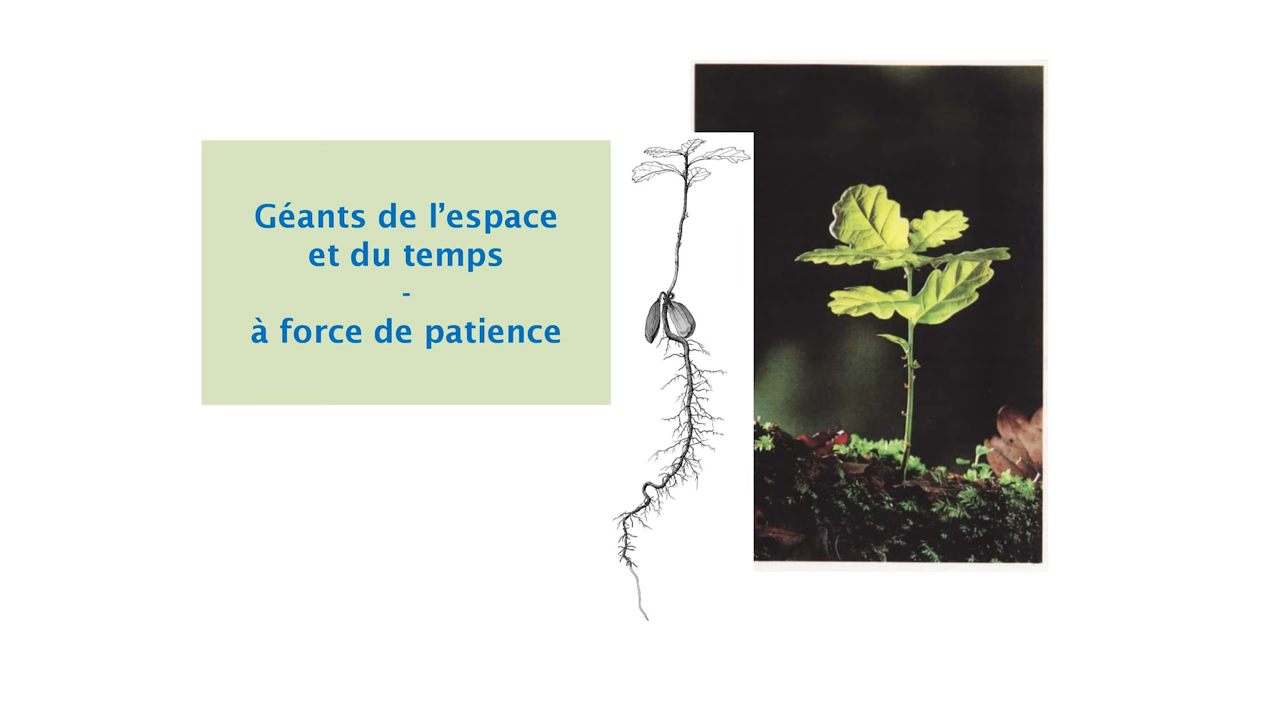 Géants de l’espace
et du temps
-
à force de patience